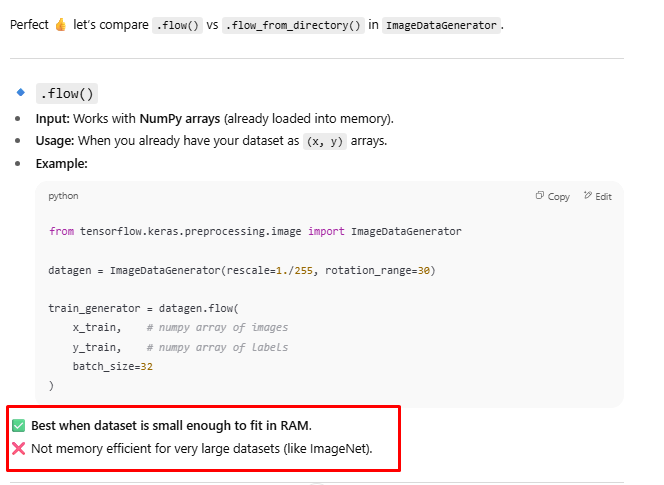 Perfect 👍 let's compare .flow() vs .flow_from_directory() in ImageDataGenerator.
🔹 .flow()
• Input: Works with NumPy arrays (already loaded into memory).
• Usage: When you already have your dataset as (x, y) arrays.
• Example:
python
Copy
Edit
from tensorflow.keras.preprocessing.image import ImageDataGenerator
datagen = ImageDataGenerator(rescale=1./255, rotation_range=30)
train_generator = datagen.flow(
    x_train,    # numpy array of images
    y_train,    # numpy array of labels
    batch_size=32
)
✅ Best when dataset is small enough to fit in RAM.
❌ Not memory efficient for very large datasets (like ImageNet).